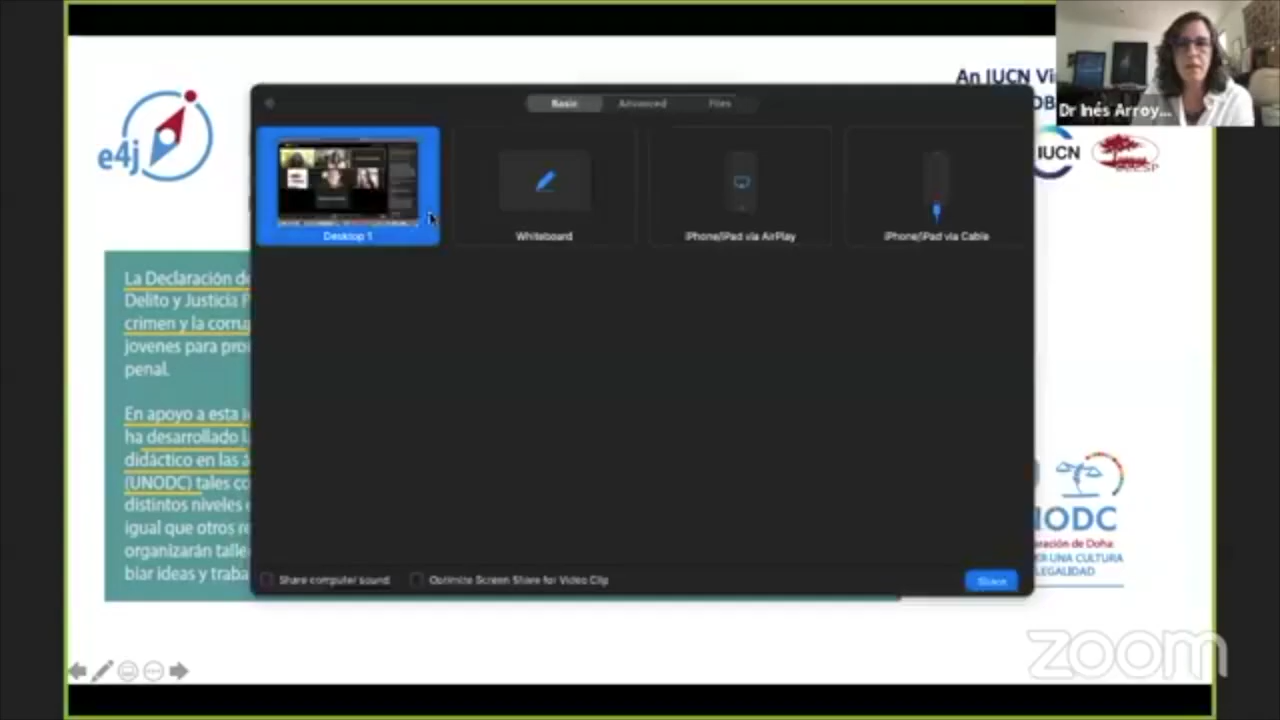 An IUCN Vi
OB
Dr Inés Arroy...
e4j
IUCN
Basic
Advanced
Files
Desktop 1
Whiteboard
iPhone/iPad via AirPlay
iPhone/iPad via Cable
La Declaración de
Delito y Justicia P
crimen y la corru
jovenes para pro
penal.
En apoyo a esta i
ha desarrollado l
didáctico en las á
(UNODC) tales co
distintos niveles
igual que otros re
organizarán talle
biar ideas y traba
NODC
ración de Doha:
ER UNA CULTURA
LEGALIDAD
Share computer sound
Optimize Screen Share for Video Clip
Share
zoom